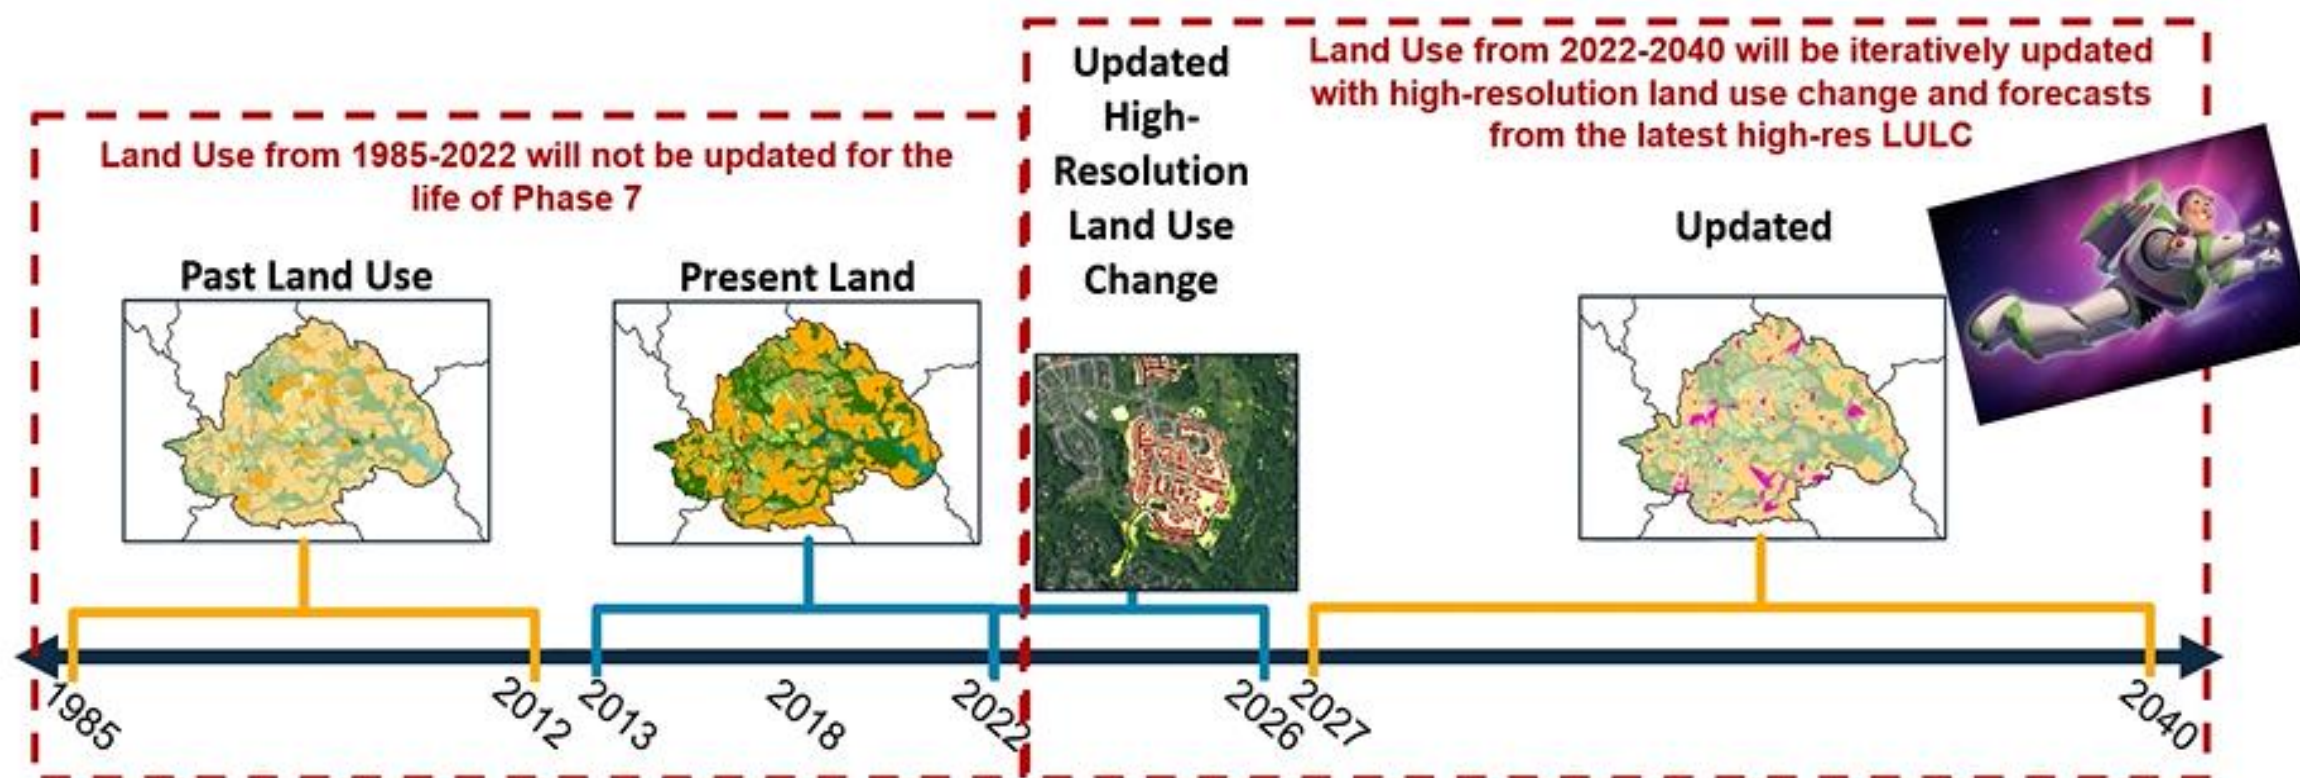 Land Use from 1985-2022 will not be updated for the
life of Phase 7
Past Land Use
Present Land
Updated
High-
Resolution
Land Use
Change
Land Use from 2022-2040 will be iteratively updated
with high-resolution land use change and forecasts
from the latest high-res LULC
Updated
1985
2012
2013
2018
2022
2026
2027
2040